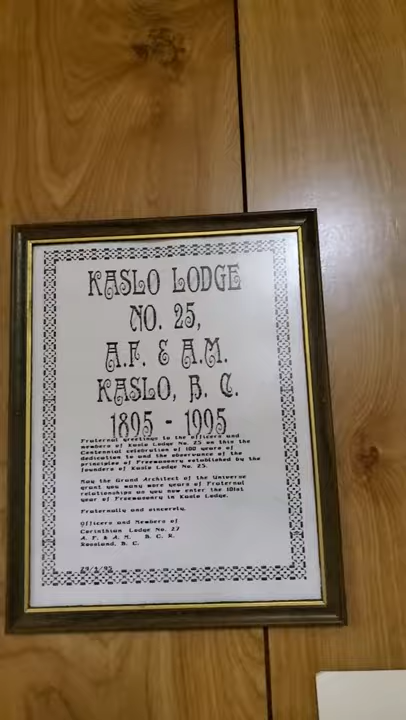 KASLO LODGE
NO. 25,
A.F. & A.M.
KASLO, B. C.
1895 - 1995
Fraternal greetings to the officers and
members of Kaslo Lodge No. 25 on this the
Centennial celebration of 100 years of
dedication to and the observance of the
principles of Freemasonry established by the
founders of Kaslo Lodge No. 25.
May the Grand Architect of the Universe
grant you many more years of Fraternal
relationships as you now enter the 101st
year of Freemasonry in Kaslo Lodge.
Fraternally and sincerely,
Officers and Members of
Corinthian Lodge No. 27
A. F. & A. M. B. C. R.
Rossland, B. C.